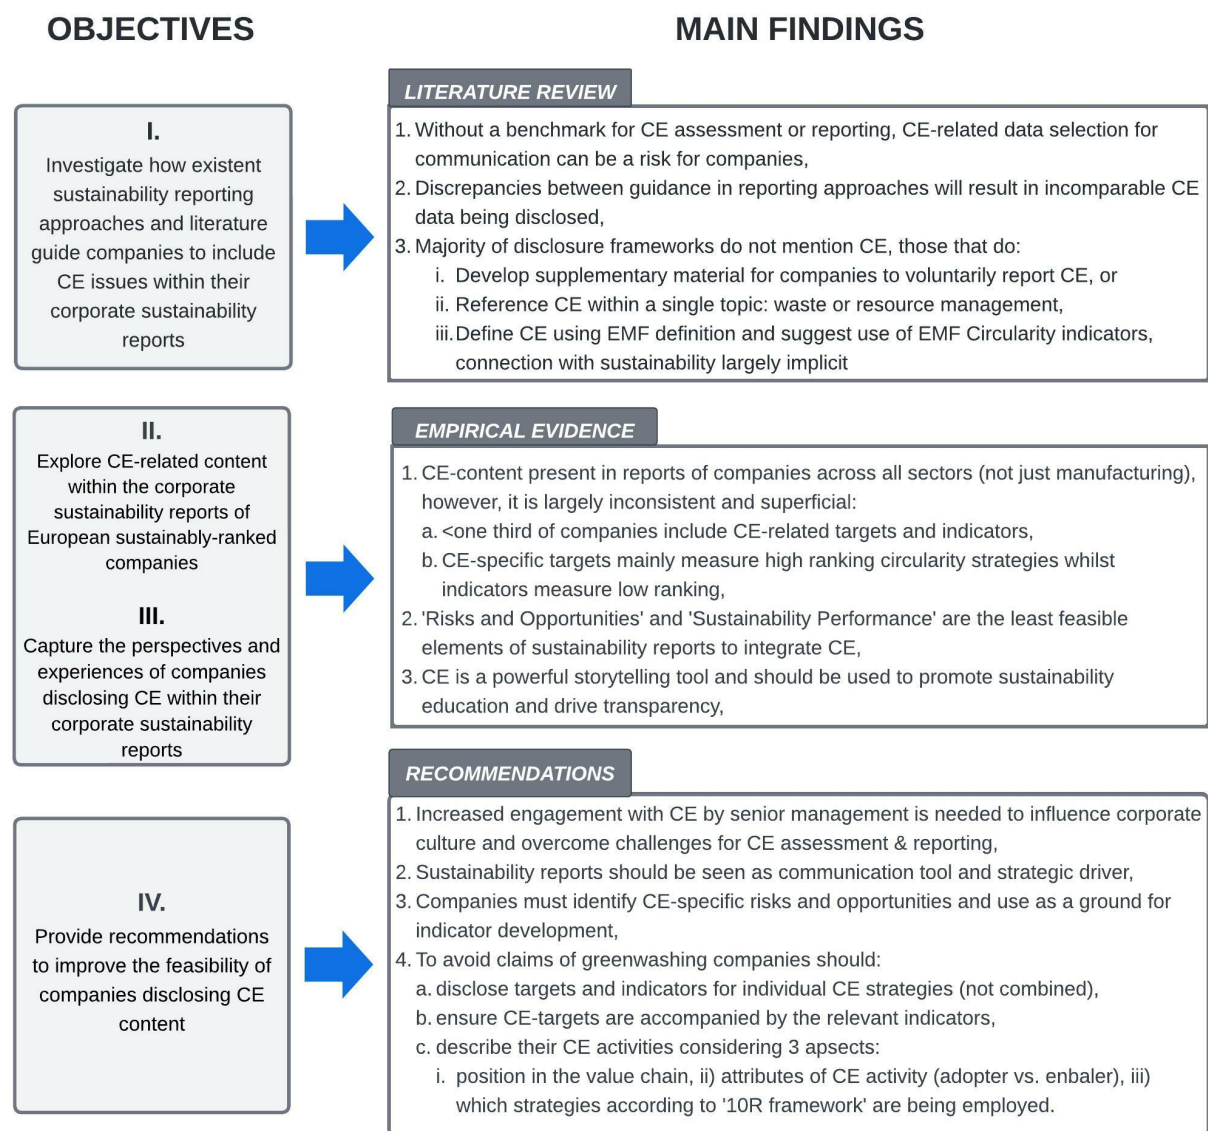 OBJECTIVES
MAIN FINDINGS
I.
Investigate how existent
sustainability reporting
approaches and literature
guide companies to include
CE issues within their
corporate sustainability
reports
LITERATURE REVIEW
1. Without a benchmark for CE assessment or reporting, CE-related data selection for
communication can be a risk for companies,
2. Discrepancies between guidance in reporting approaches will result in incomparable CE
data being disclosed,
3. Majority of disclosure frameworks do not mention CE, those that do:
i. Develop supplementary material for companies to voluntarily report CE, or
ii. Reference CE within a single topic: waste or resource management,
iii. Define CE using EMF definition and suggest use of EMF Circularity indicators,
connection with sustainability largely implicit
II.
Explore CE-related content
within the corporate
sustainability reports of
European sustainably-ranked
companies
III.
Capture the perspectives and
experiences of companies
disclosing CE within their
corporate sustainability
reports
EMPIRICAL EVIDENCE
1. CE-content present in reports of companies across all sectors (not just manufacturing),
however, it is largely inconsistent and superficial:
a. <one third of companies include CE-related targets and indicators,
b. CE-specific targets mainly measure high ranking circularity strategies whilst
indicators measure low ranking,
2. 'Risks and Opportunities' and 'Sustainability Performance' are the least feasible
elements of sustainability reports to integrate CE,
3. CE is a powerful storytelling tool and should be used to promote sustainability
education and drive transparency,
IV.
Provide recommendations
to improve the feasibility of
companies disclosing CE
content
RECOMMENDATIONS
1. Increased engagement with CE by senior management is needed to influence corporate
culture and overcome challenges for CE assessment & reporting,
2. Sustainability reports should be seen as communication tool and strategic driver,
3. Companies must identify CE-specific risks and opportunities and use as a ground for
indicator development,
4. To avoid claims of greenwashing companies should:
a. disclose targets and indicators for individual CE strategies (not combined),
b. ensure CE-targets are accompanied by the relevant indicators,
c. describe their CE activities considering 3 apsects:
i. position in the value chain, ii) attributes of CE activity (adopter vs. enbaler), iii)
which strategies according to '10R framework' are being employed.